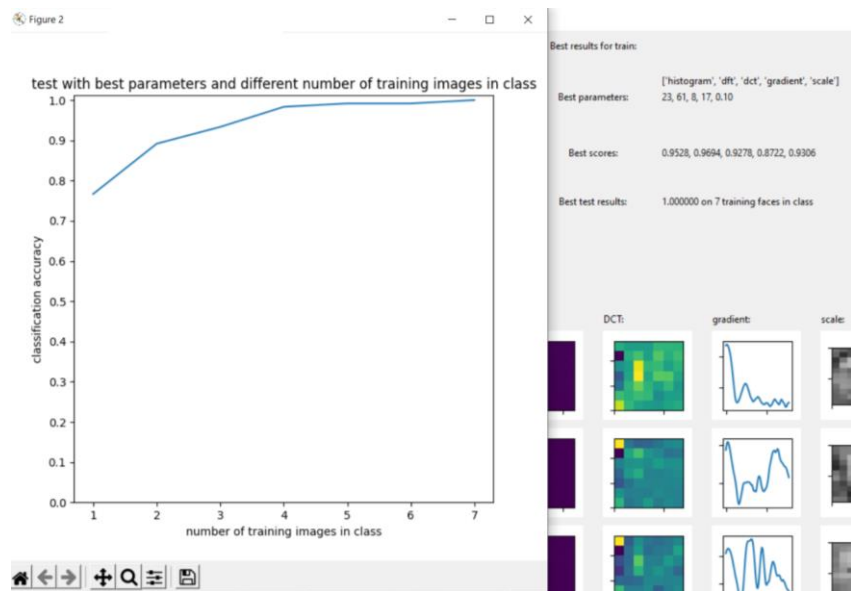 Figure 2
test with best parameters and different number of training images in class
classification accuracy
1.0
0.9
0.8
0.7
0.6
0.5
0.4
0.3
0.2
0.1
0.0
1 2 3 4 5 6 7
number of training images in class
Best results for train:
['histogram', 'dft', 'dct', 'gradient', 'scale']
Best parameters: 23, 61, 8, 17, 0.10
Best scores: 0.9528, 0.9694, 0.9278, 0.8722, 0.9306
Best test results: 1.000000 on 7 training faces in class
DCT: gradient: scale: